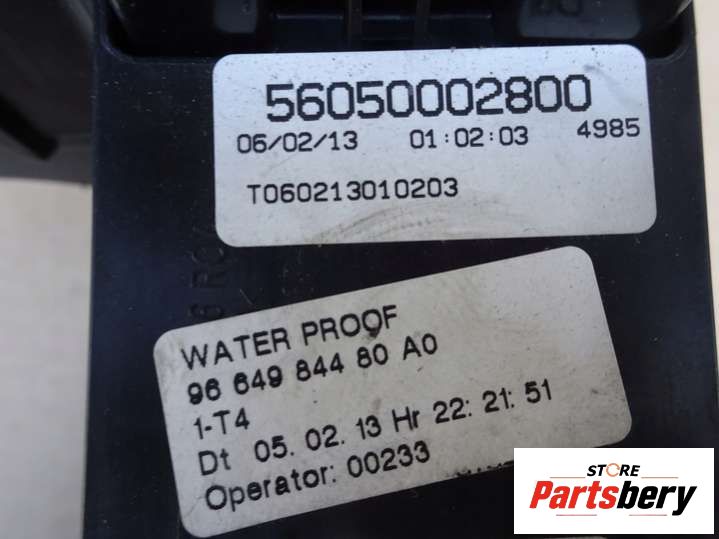 56050002800
06/02/13 01:02:03 4985
T060213010203
WATER PROOF
96 649 844 80 A0
1-T4
Dt 05. 02. 13 Hr 22: 21: 51
Operator: 00233
STORE
Partsbery